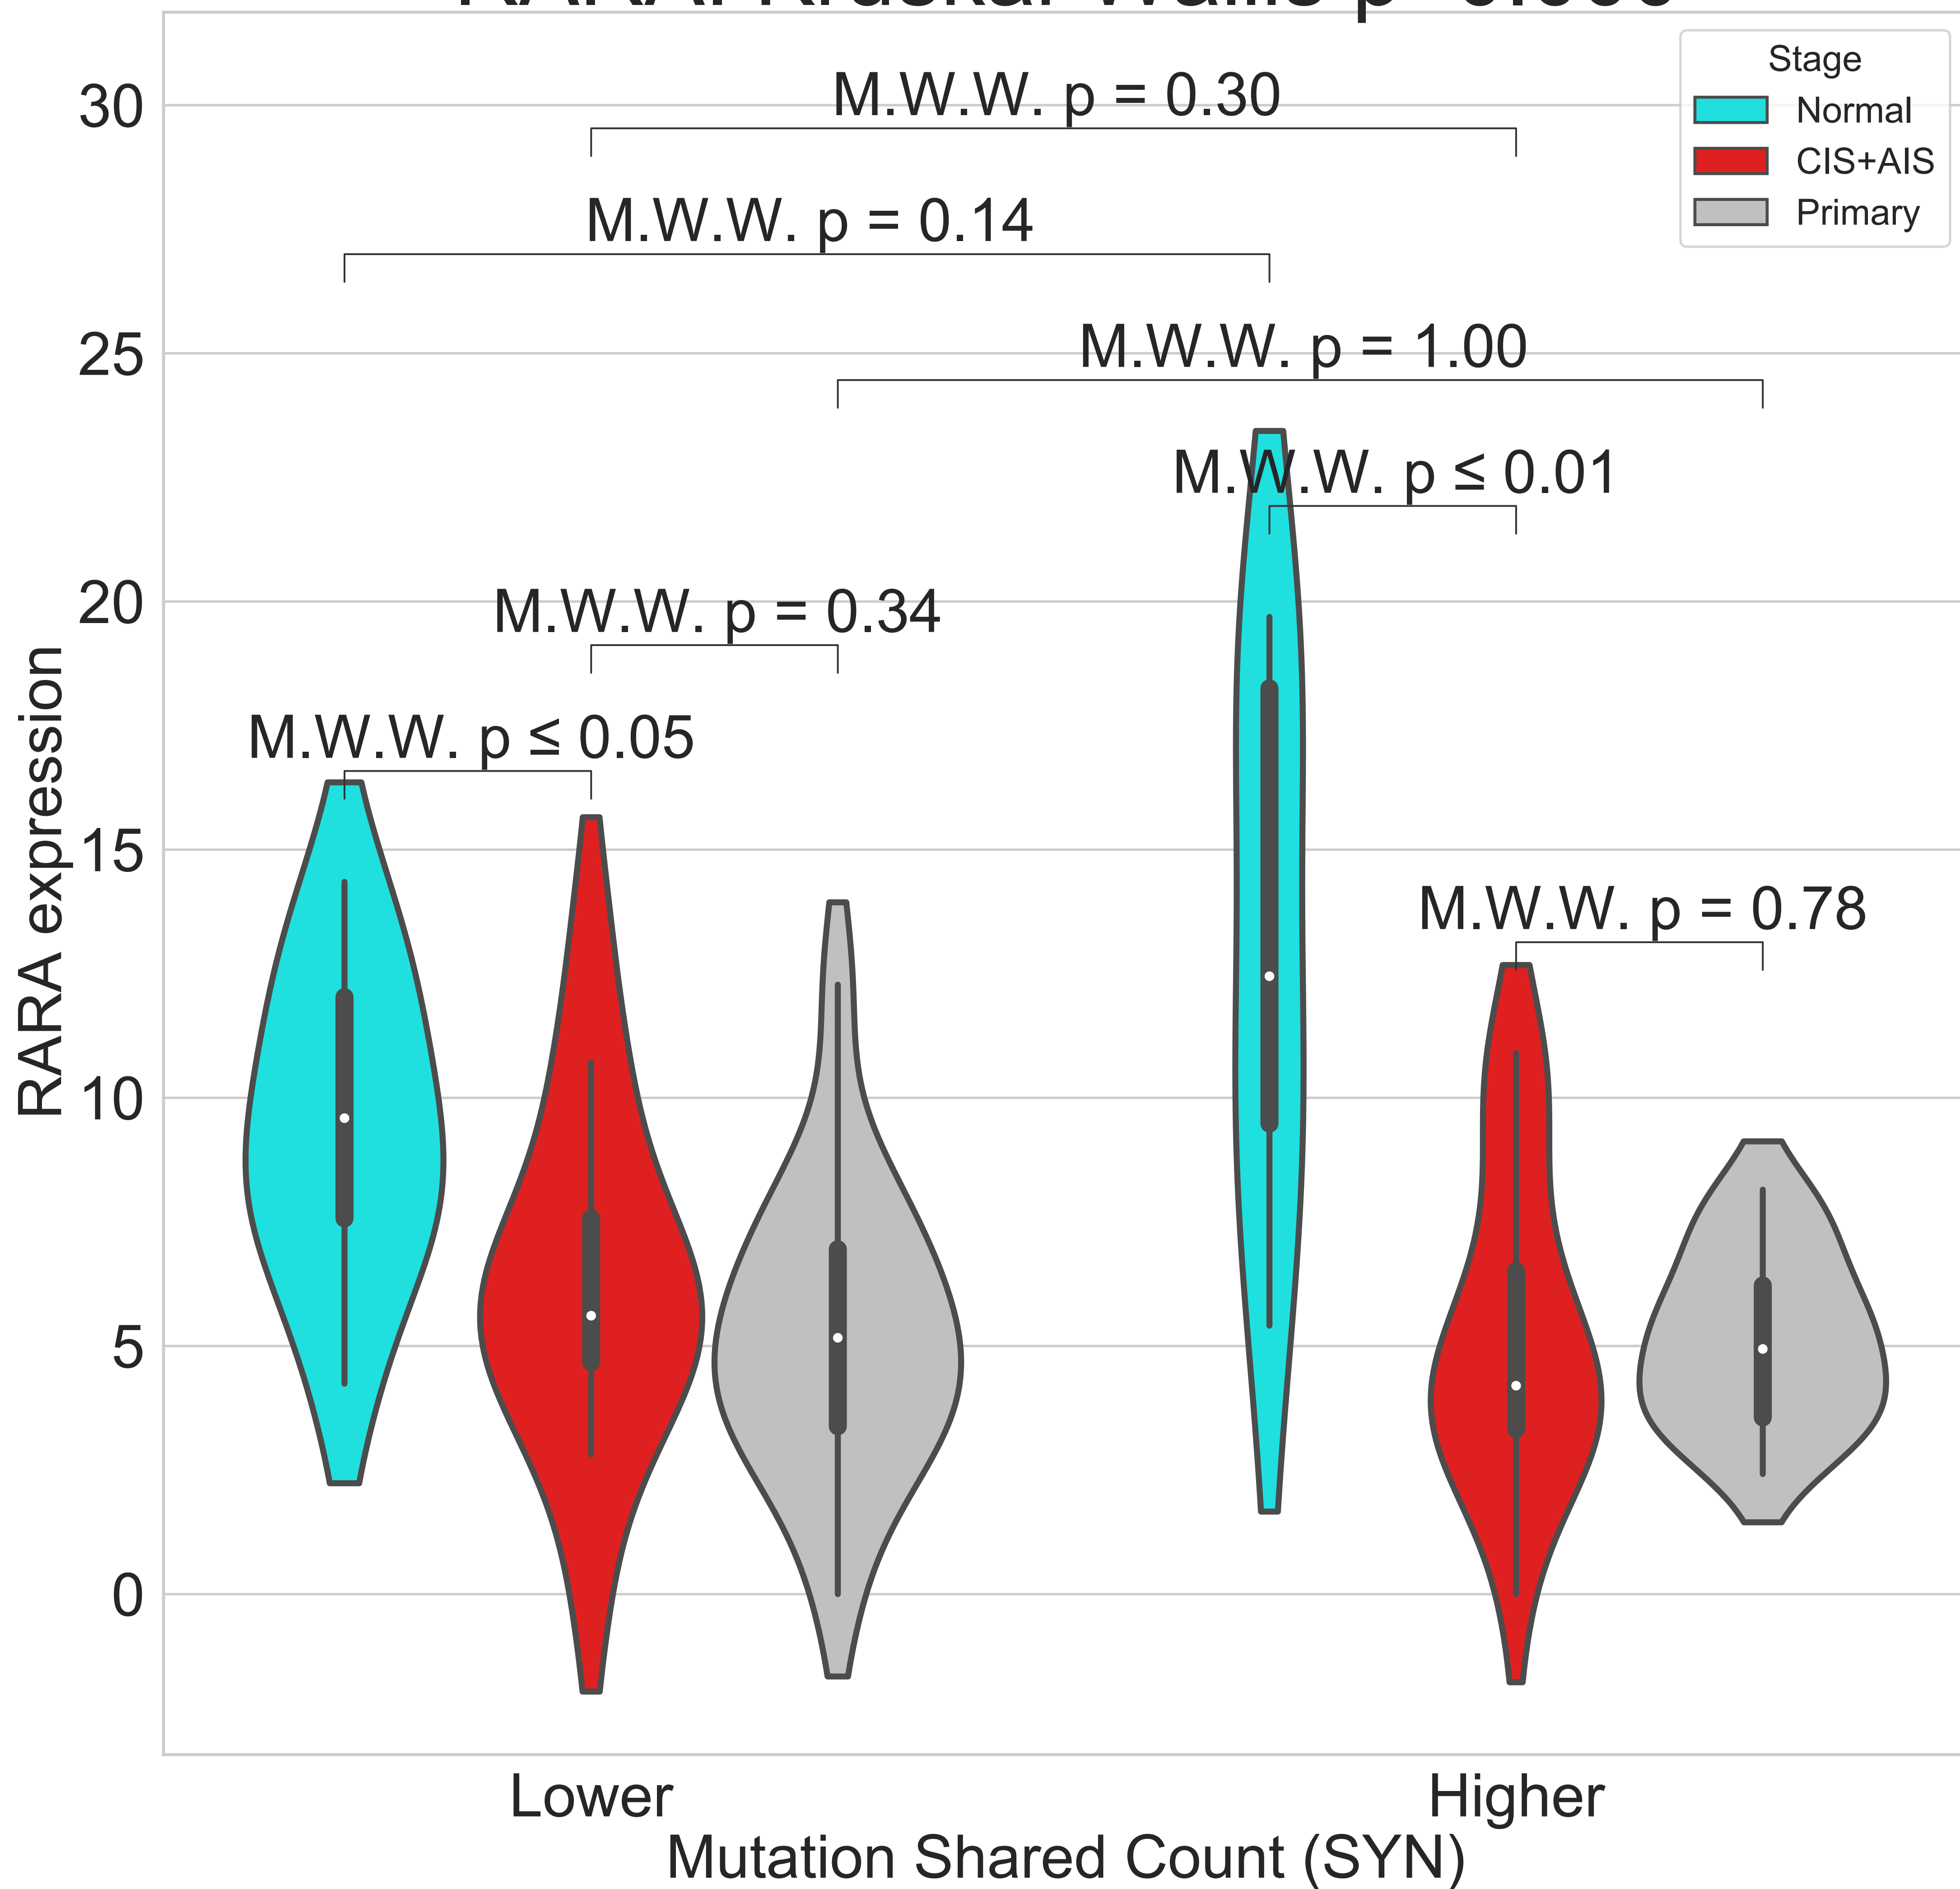 Stage
Normal
CIS+AIS
Primary
M.W.W. p = 0.30
M.W.W. p = 0.14
M.W.W. p = 1.00
M.W.W. p ≤ 0.01
M.W.W. p = 0.34
M.W.W. p ≤ 0.05
M.W.W. p = 0.78
30
25
20
15
10
5
0
RARA expression
Lower
Higher
Mutation Shared Count (SYN)